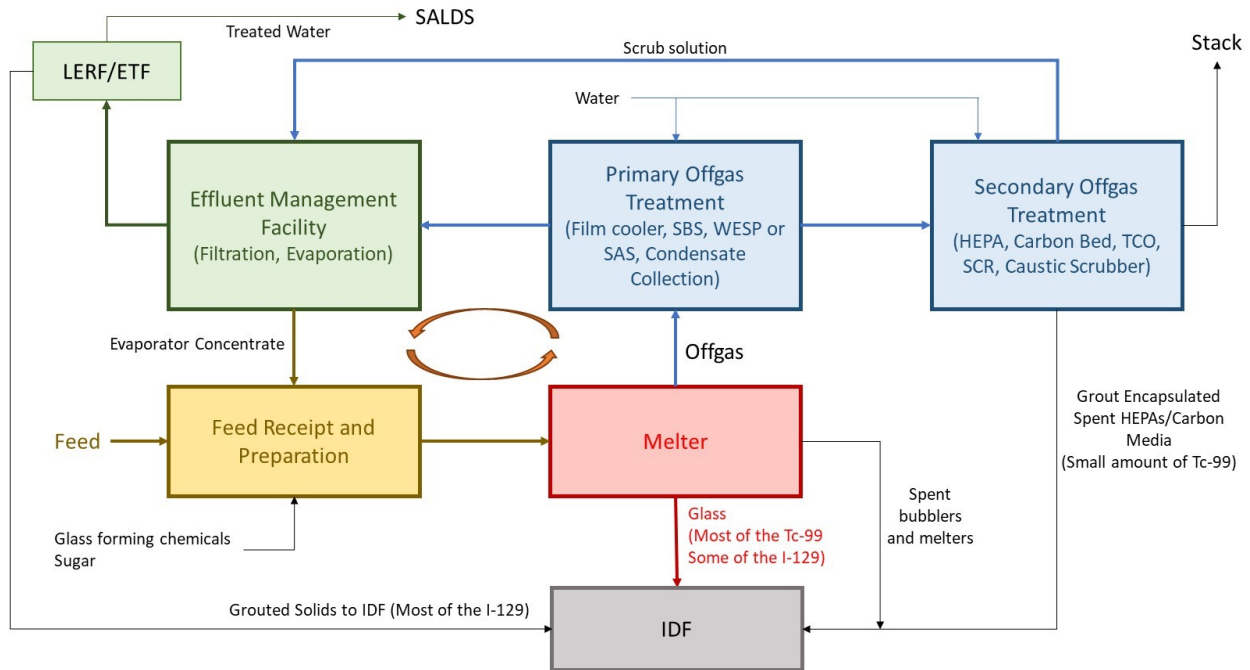 SALDS
Treated Water
Scrub solution
Stack
LERF/ETF
Water
Effluent Management
Facility
(Filtration, Evaporation)
Primary Offgas
Treatment
(Film cooler, SBS, WESP or
SAS, Condensate
Collection)
Secondary Offgas
Treatment
(HEPA, Carbon Bed, TCO,
SCR, Caustic Scrubber)
Evaporator Concentrate
Offgas
Grout Encapsulated
Spent HEPAs/Carbon
Media
(Small amount of Tc-99)
Feed
Feed Receipt and
Preparation
Melter
Glass forming chemicals
Sugar
Glass
(Most of the Tc-99
Some of the I-129)
Spent
bubblers
and melters
Grouted Solids to IDF (Most of the I-129)
IDF